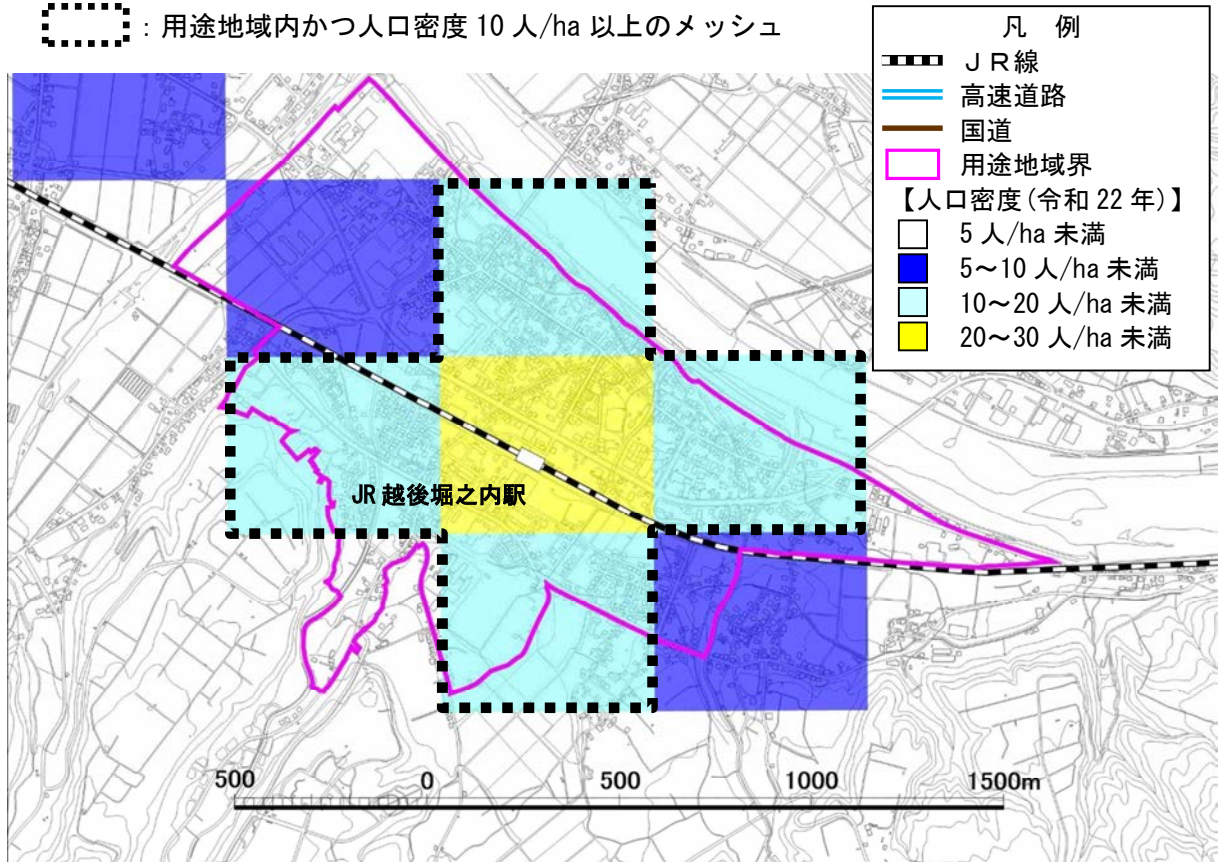 ：用途地域内かつ人口密度 10 人/ha 以上のメッシュ
凡　例
ＪＲ線
高速道路
国道
用途地域界
【人口密度(令和 22 年)】
5 人/ha 未満
5～10 人/ha 未満
10～20 人/ha 未満
20～30 人/ha 未満
JR 越後堀之内駅
500 0 500 1000 1500m